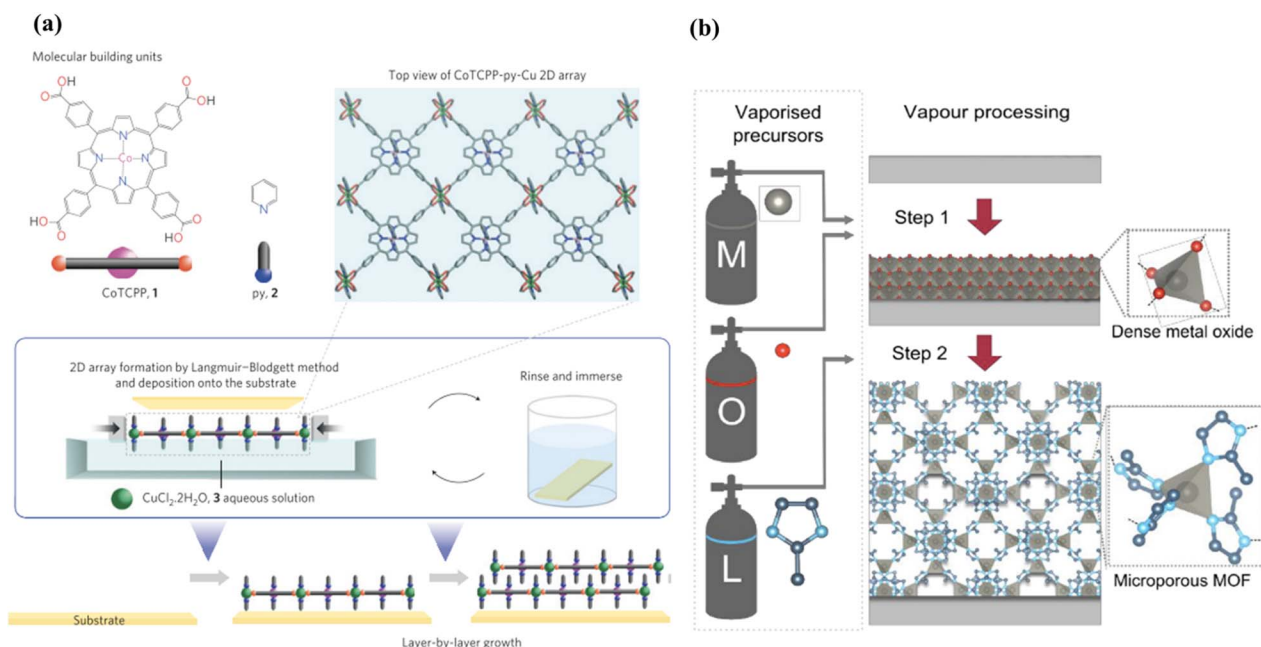 (a)
Molecular building units
OH
O
O
OH
N
N
Co
N
N
O
OH
O
OH
N
CoTCPP, 1
py, 2
Top view of CoTCPP-py-Cu 2D array
2D array formation by Langmuir–Blodgett method
and deposition onto the substrate
Rinse and immerse
CuCl₂.2H₂O, 3 aqueous solution
Substrate
Layer-by-layer growth
(b)
Vaporised
precursors
Vapour processing
M
O
L
Step 1
Dense metal oxide
Step 2
Microporous MOF